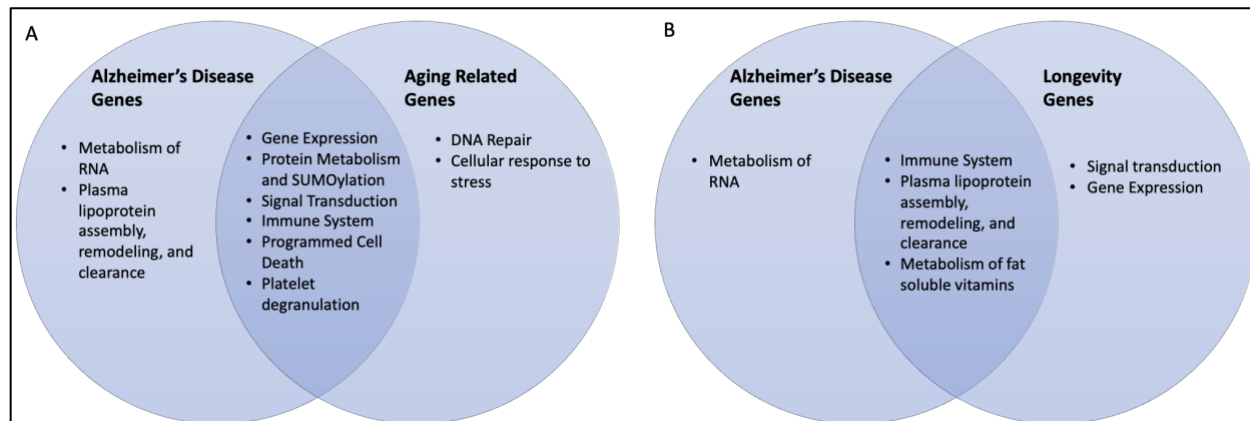 A
Alzheimer's Disease
Genes
• Metabolism of
RNA
• Plasma
lipoprotein
assembly,
remodeling, and
clearance
• Gene Expression
• Protein Metabolism
and SUMOylation
• Signal Transduction
• Immune System
• Programmed Cell
Death
• Platelet
degranulation
Aging Related
Genes
• DNA Repair
• Cellular response to
stress
B
Alzheimer's Disease
Genes
• Metabolism of
RNA
• Immune System
• Plasma lipoprotein
assembly,
remodeling, and
clearance
• Metabolism of fat
soluble vitamins
Longevity
Genes
• Signal transduction
• Gene Expression